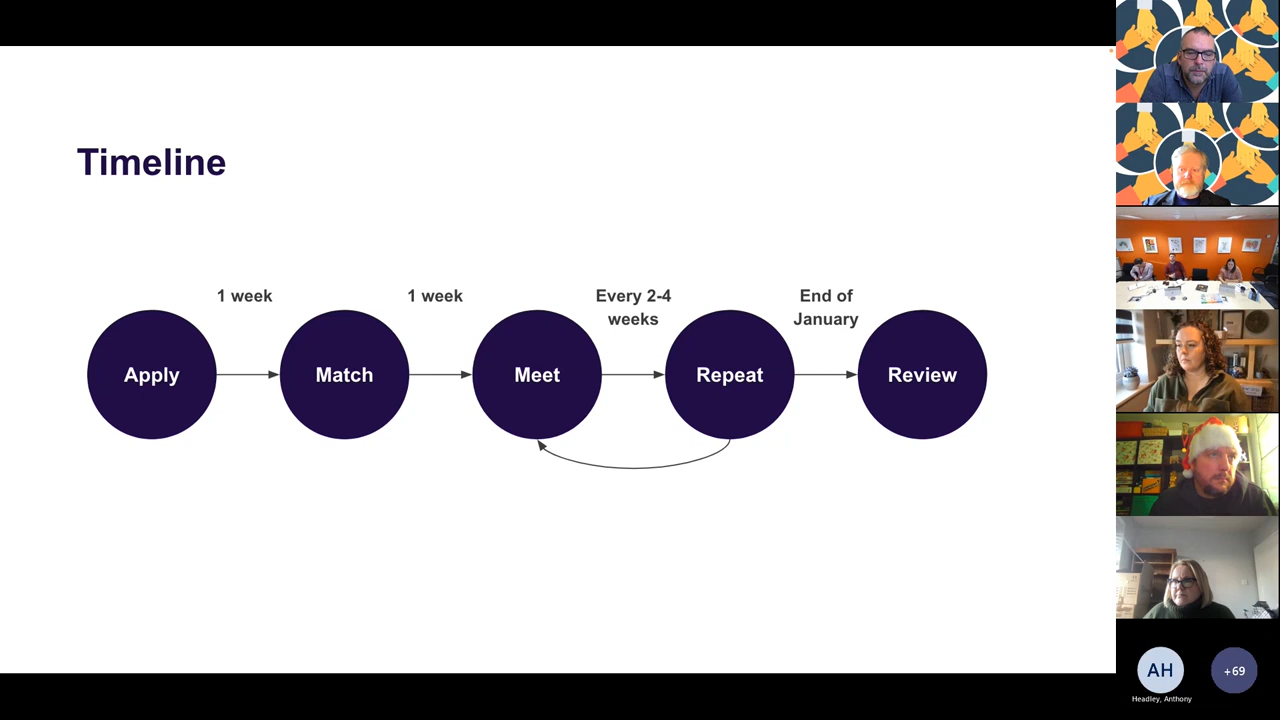 Timeline
1 week
1 week
Every 2-4
weeks
End of
January
Apply
Match
Meet
Repeat
Review
AH
+69
Headley, Anthony